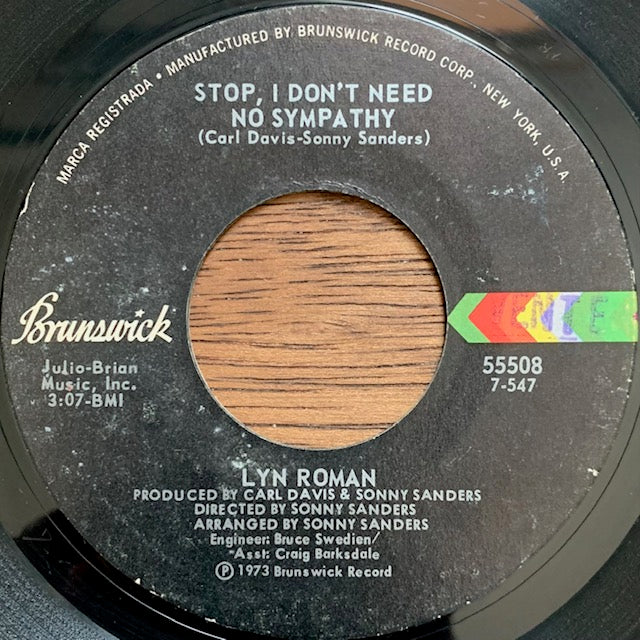 MARCA REGISTRADA • MANUFACTURED BY BRUNSWICK RECORD CORP., NEW YORK, U.S.A.
STOP, I DON'T NEED
NO SYMPATHY
(Carl Davis-Sonny Sanders)
Brunswick
Julio-Brian
Music, Inc.
3:07-BMI
55508
7-547
LYN ROMAN
PRODUCED BY CARL DAVIS & SONNY SANDERS
DIRECTED BY SONNY SANDERS
ARRANGED BY SONNY SANDERS
Engineer: Bruce Swedien/
Asst: Craig Barksdale
Ⓟ 1973 Brunswick Record